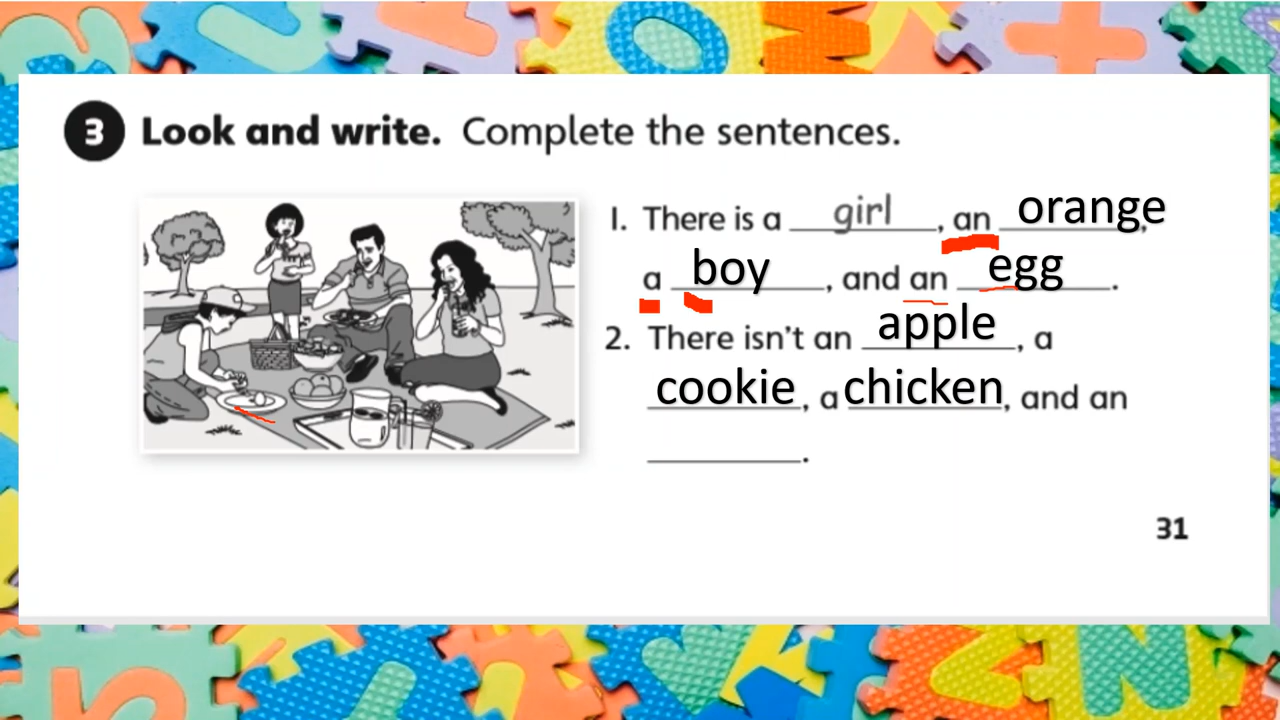 3 Look and write. Complete the sentences.
1. There is a girl, an orange,
a boy, and an egg.
2. There isn't an apple, a
cookie, a chicken, and an
.
31